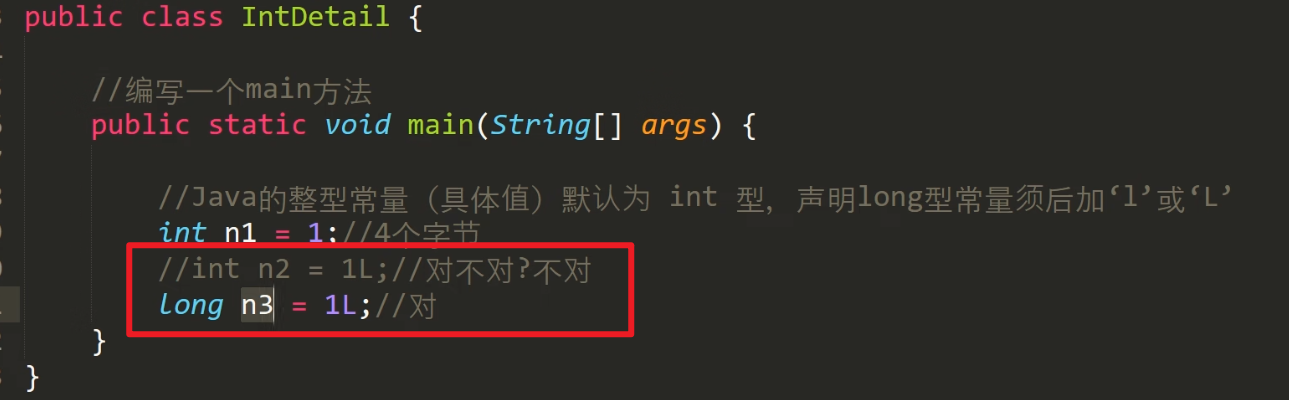 public class IntDetail {
//编写一个main方法
public static void main(String[] args) {
//Java的整型常量（具体值）默认为 int 型，声明long型常量须后加‘l’或‘L’
int n1 = 1;//4个字节
//int n2 = 1L;//对不对?不对
long n3 = 1L;//对
}
}